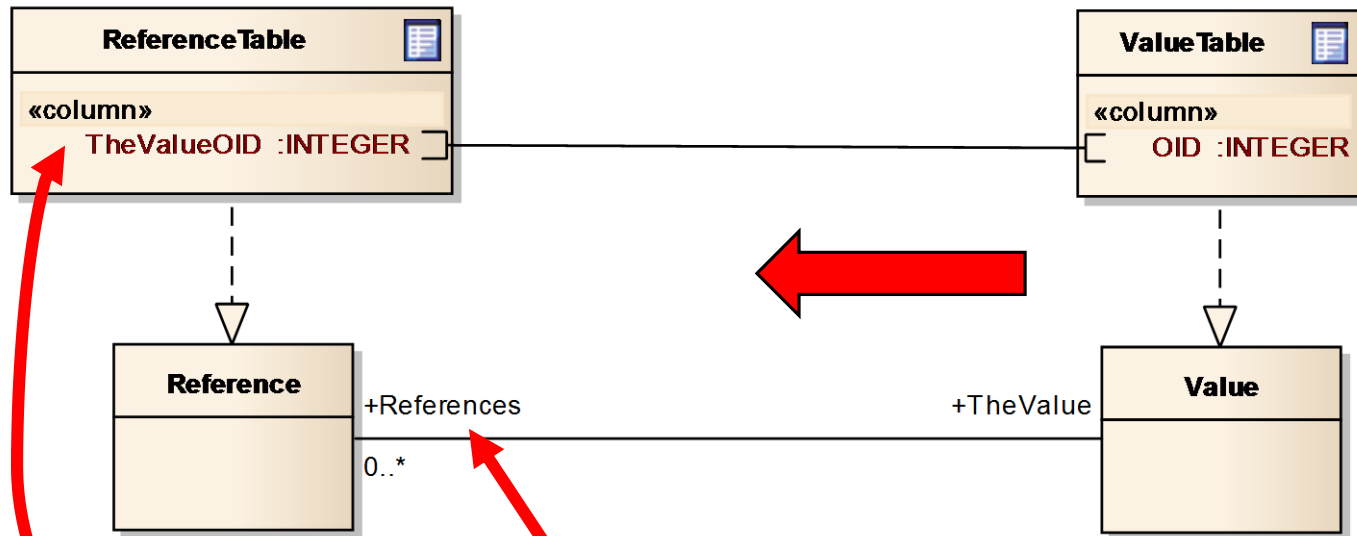 ReferenceTable
«column»
TheValueOID :INTEGER
ValueTable
«column»
OID :INTEGER
Reference
+References
0..*
+TheValue
Value